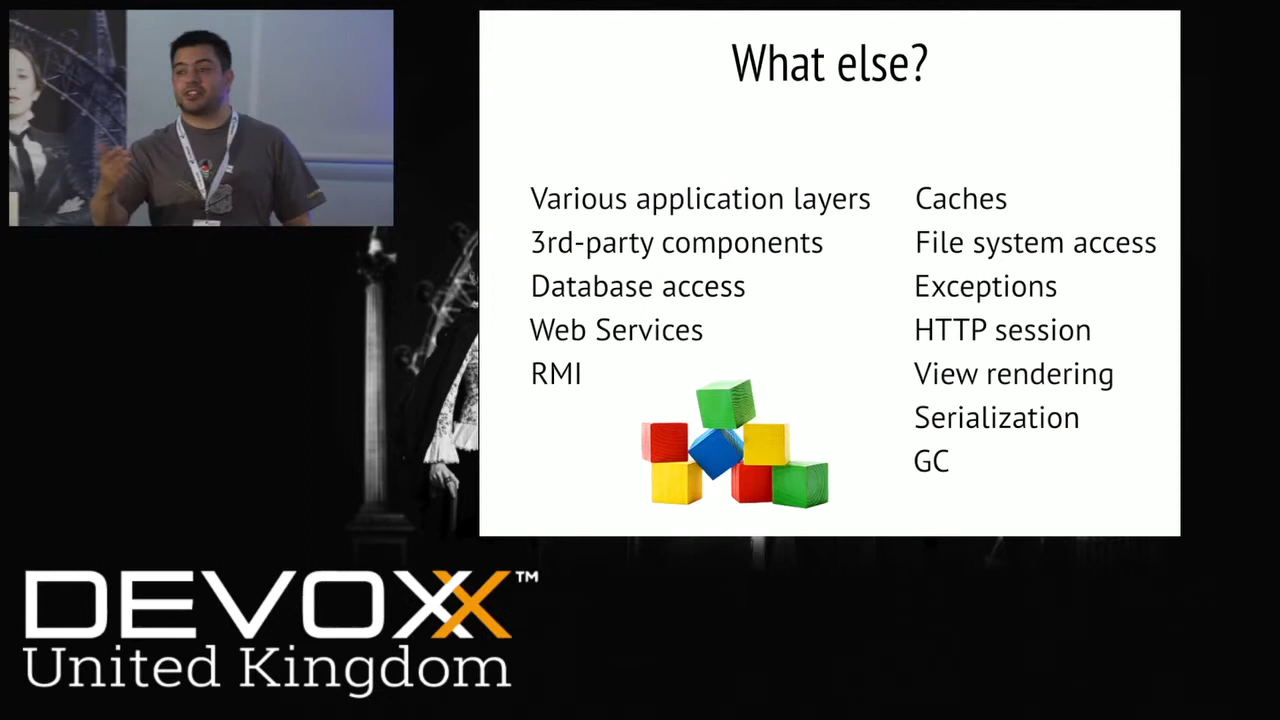 What else?
Various application layers
3rd-party components
Database access
Web Services
RMI
Caches
File system access
Exceptions
HTTP session
View rendering
Serialization
GC
DEVOXX™
United Kingdom